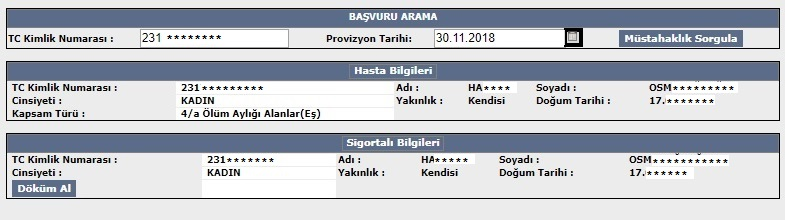 BAŞVURU ARAMA
TC Kimlik Numarası : 231 ******** Provizyon Tarihi: 30.11.2018 Müstahaklık Sorgula
Hasta Bilgileri
TC Kimlik Numarası : 231********* Adı : HA**** Soyadı : OSM*********
Cinsiyeti : KADIN Yakınlık : Kendisi Doğum Tarihi : 17.*******
Kapsam Türü : 4/a Ölüm Aylığı Alanlar(Eş)
Sigortalı Bilgileri
TC Kimlik Numarası : 231******* Adı : HA***** Soyadı : OSM**********
Cinsiyeti : KADIN Yakınlık : Kendisi Doğum Tarihi : 17.******
Döküm Al